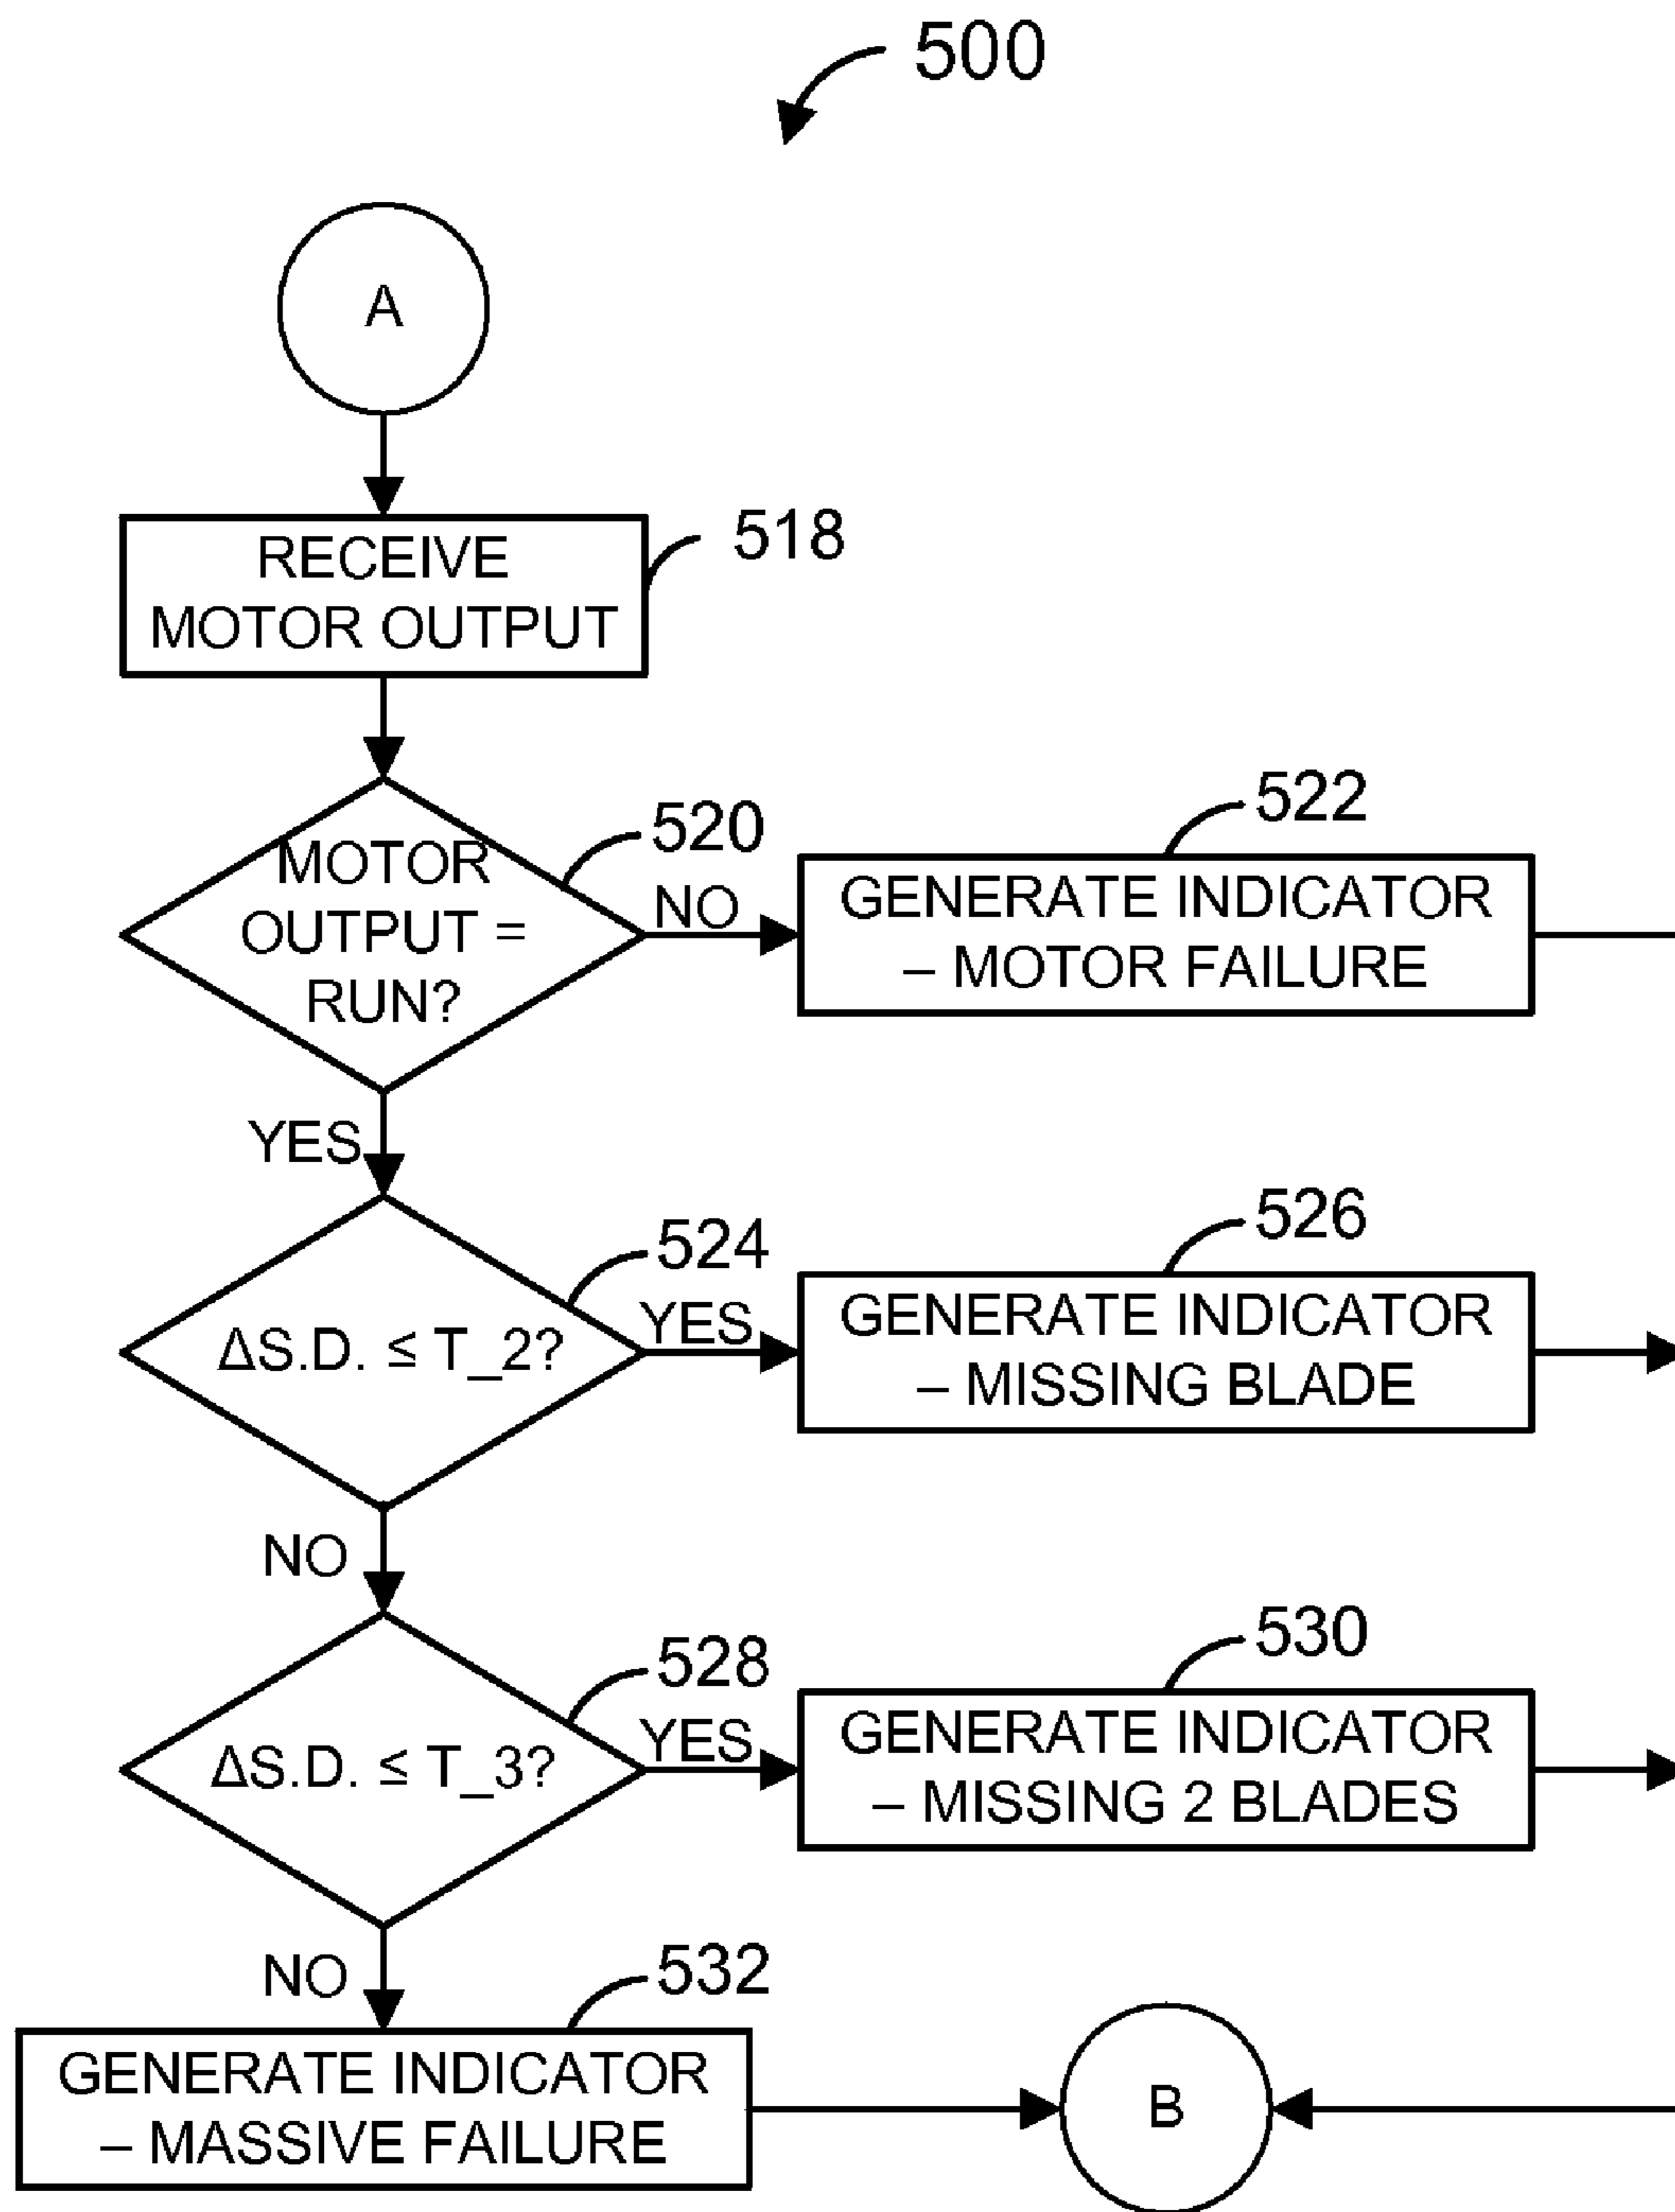 500
A
RECEIVE
MOTOR OUTPUT
518
MOTOR
OUTPUT =
RUN?
520
NO
522
GENERATE INDICATOR
– MOTOR FAILURE
YES
ΔS.D. ≤ T_2?
524
YES
526
GENERATE INDICATOR
– MISSING BLADE
NO
ΔS.D. ≤ T_3?
528
YES
530
GENERATE INDICATOR
– MISSING 2 BLADES
NO
532
GENERATE INDICATOR
– MASSIVE FAILURE
B